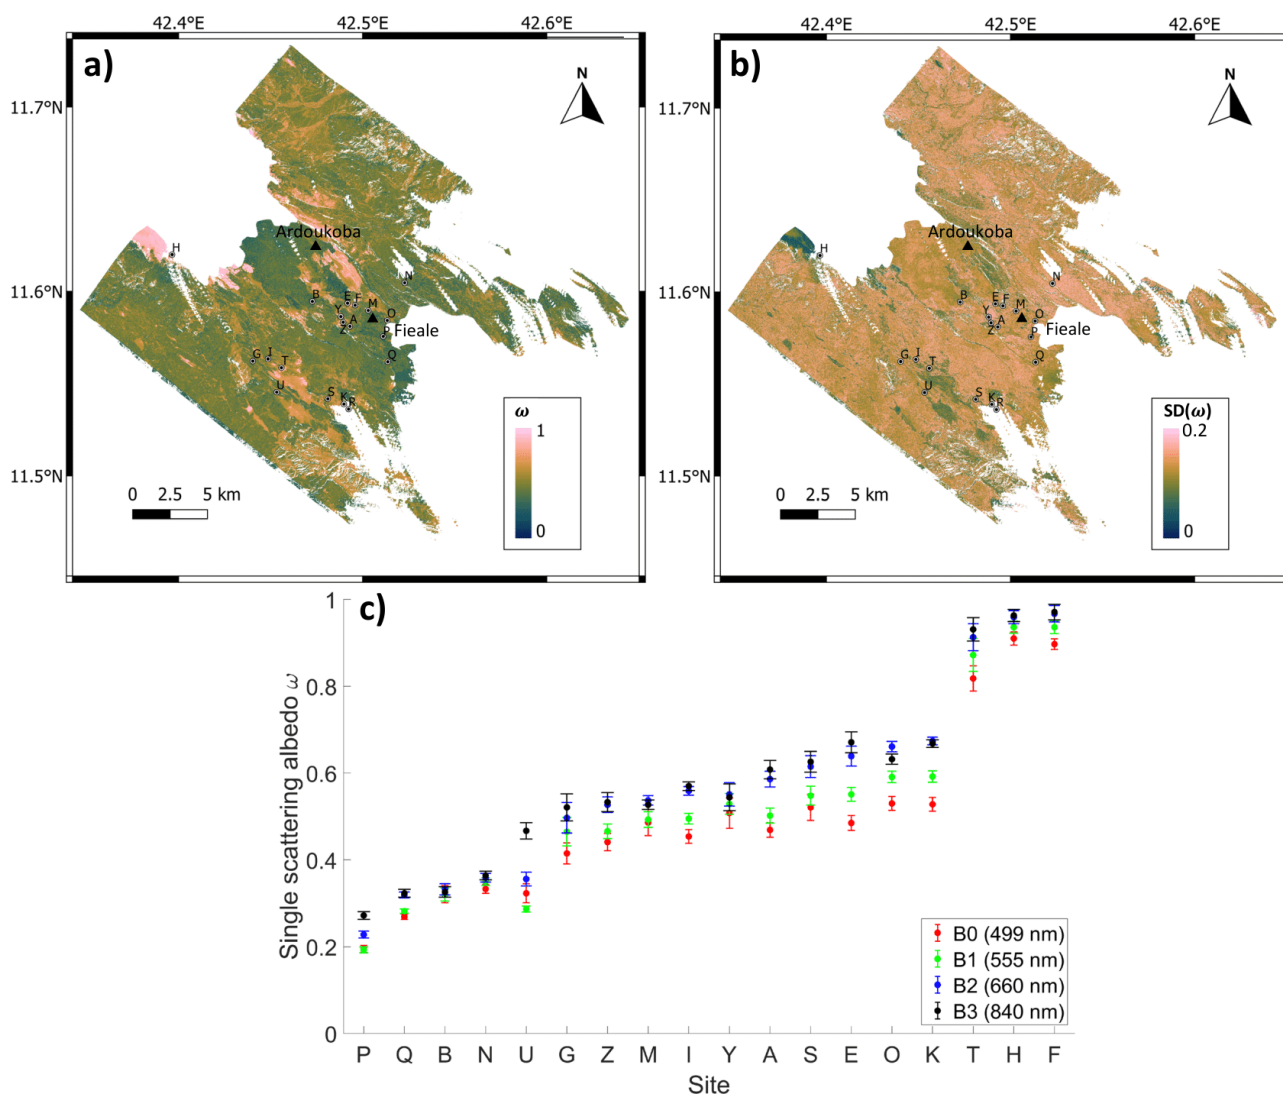 42.4°E 42.5°E 42.6°E
a)
N
11.7°N
Ardoukoba
H
N
11.6°N
B E F M
Y A O
Z P Fieale
G I T Q
U S K R
ω
1
0
11.5°N
0 2.5 5 km
42.4°E 42.5°E 42.6°E
b)
N
11.7°N
Ardoukoba
H
N
11.6°N
B E F M
Y A O
Z P Fieale
G I T Q
U S K R
SD(ω)
0.2
0
11.5°N
0 2.5 5 km
c)
Single scattering albedo ω
1
0.8
0.6
0.4
0.2
0
B0 (499 nm)
B1 (555 nm)
B2 (660 nm)
B3 (840 nm)
P Q B N U G Z M I Y A S E O K T H F
Site